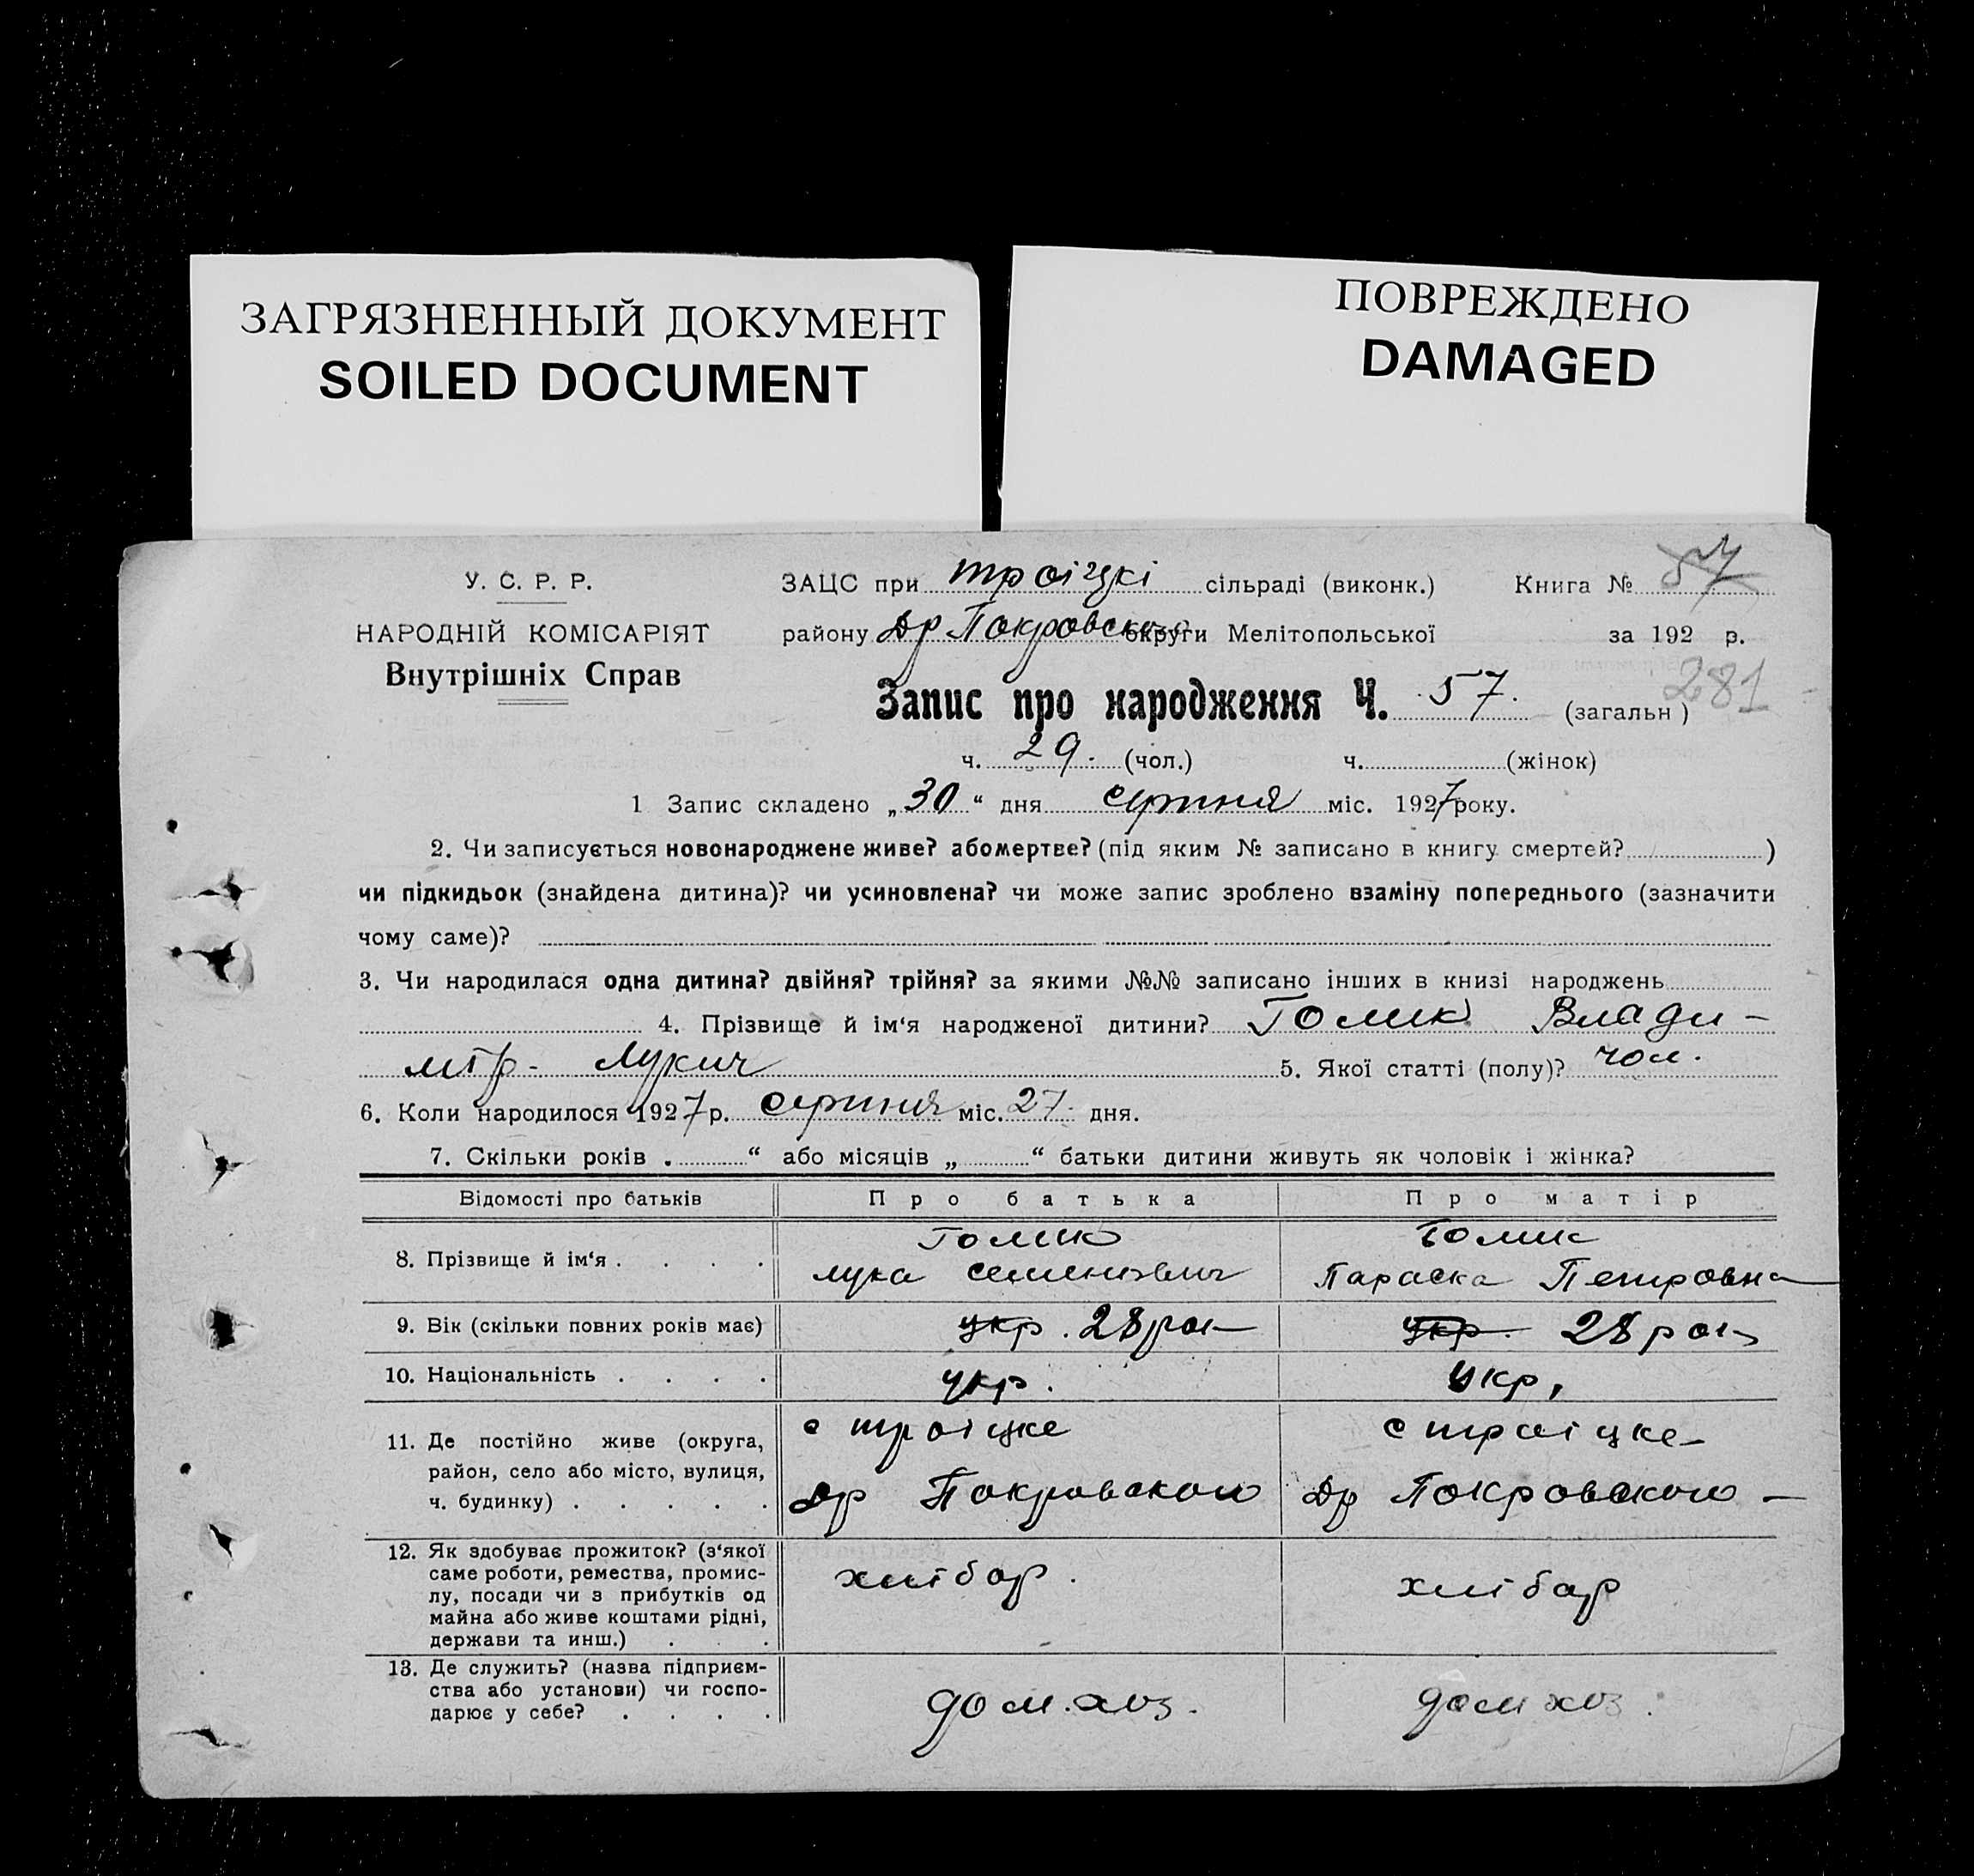 ЗАГРЯЗНЕННЫЙ ДОКУМЕНТ
SOILED DOCUMENT
ПОВРЕЖДЕНО
DAMAGED
У. С. Р. Р.
НАРОДНІЙ КОМІСАРІЯТ
Внутрішніх Справ
ЗАЦС при троіцкі сільраді (виконк.) Книга № 57
району Др Покровского округи Мелітопольської за 192 р.
281
Запис про народження Ч. 57. (загальн )
ч. 29. (чол.) ч. (жінок)
1 Запис складено „30“ дня серпня міс. 1927 року.
2. Чи записується новонароджене живе? або мертве? (під яким № записано в книгу смертей? )
чи підкидьок (знайдена дитина)? чи усиновлена? чи може запис зроблено взаміну попереднього (зазначити
чому саме)?
3. Чи народилася одна дитина? двійня? трійня? за якими №№ записано інших в книзі народжень
4. Прізвище й ім‘я народженої дитини? Гомик Влади-
мір. Лукич 5. Якої статті (полу)? чол.
6. Коли народилося 1927 р. серпня міс. 27. дня.
7. Скільки років . “ або місяців „ “ батьки дитини живуть як чоловік і жінка?
Відомості про батьків Про батька Про матір
8. Прізвище й ім‘я . . . . Гомик Лука Семенович Гомик Параска Петровна
9. Вік (скільки повних років має) укр. 28 рок укр. 28 рок
10. Національність . . . . укр. укр,
11. Де постійно живе (округа,
район, село або місто, вулиця,
ч. будинку) . . . . .
с троіцке
Др Покровского
с троіцке-
Др Покровского -
12. Як здобуває прожиток? (з‘якої
саме роботи, ремества, промис-
лу, посади чи з прибутків од
майна або живе коштами рідні,
держави та инш.) . . .
хлібор.
хлібор
13. Де служить? (назва підприєм-
ства або установи) чи госпо-
дарює у себе? . . . .
дом. хоз.
дом хоз.